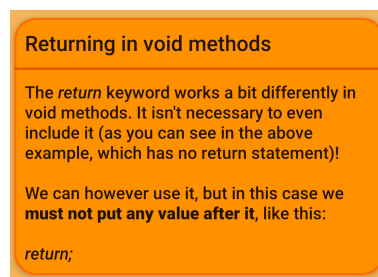 Returning in void methods
The return keyword works a bit differently in
void methods. It isn't necessary to even
include it (as you can see in the above
example, which has no return statement)!
We can however use it, but in this case we
must not put any value after it, like this:
return;